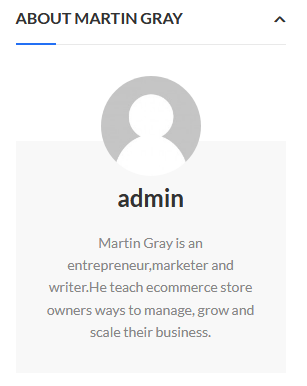 ABOUT MARTIN GRAY
admin
Martin Gray is an
entrepreneur,marketer and
writer.He teach ecommerce store
owners ways to manage, grow and
scale their business.